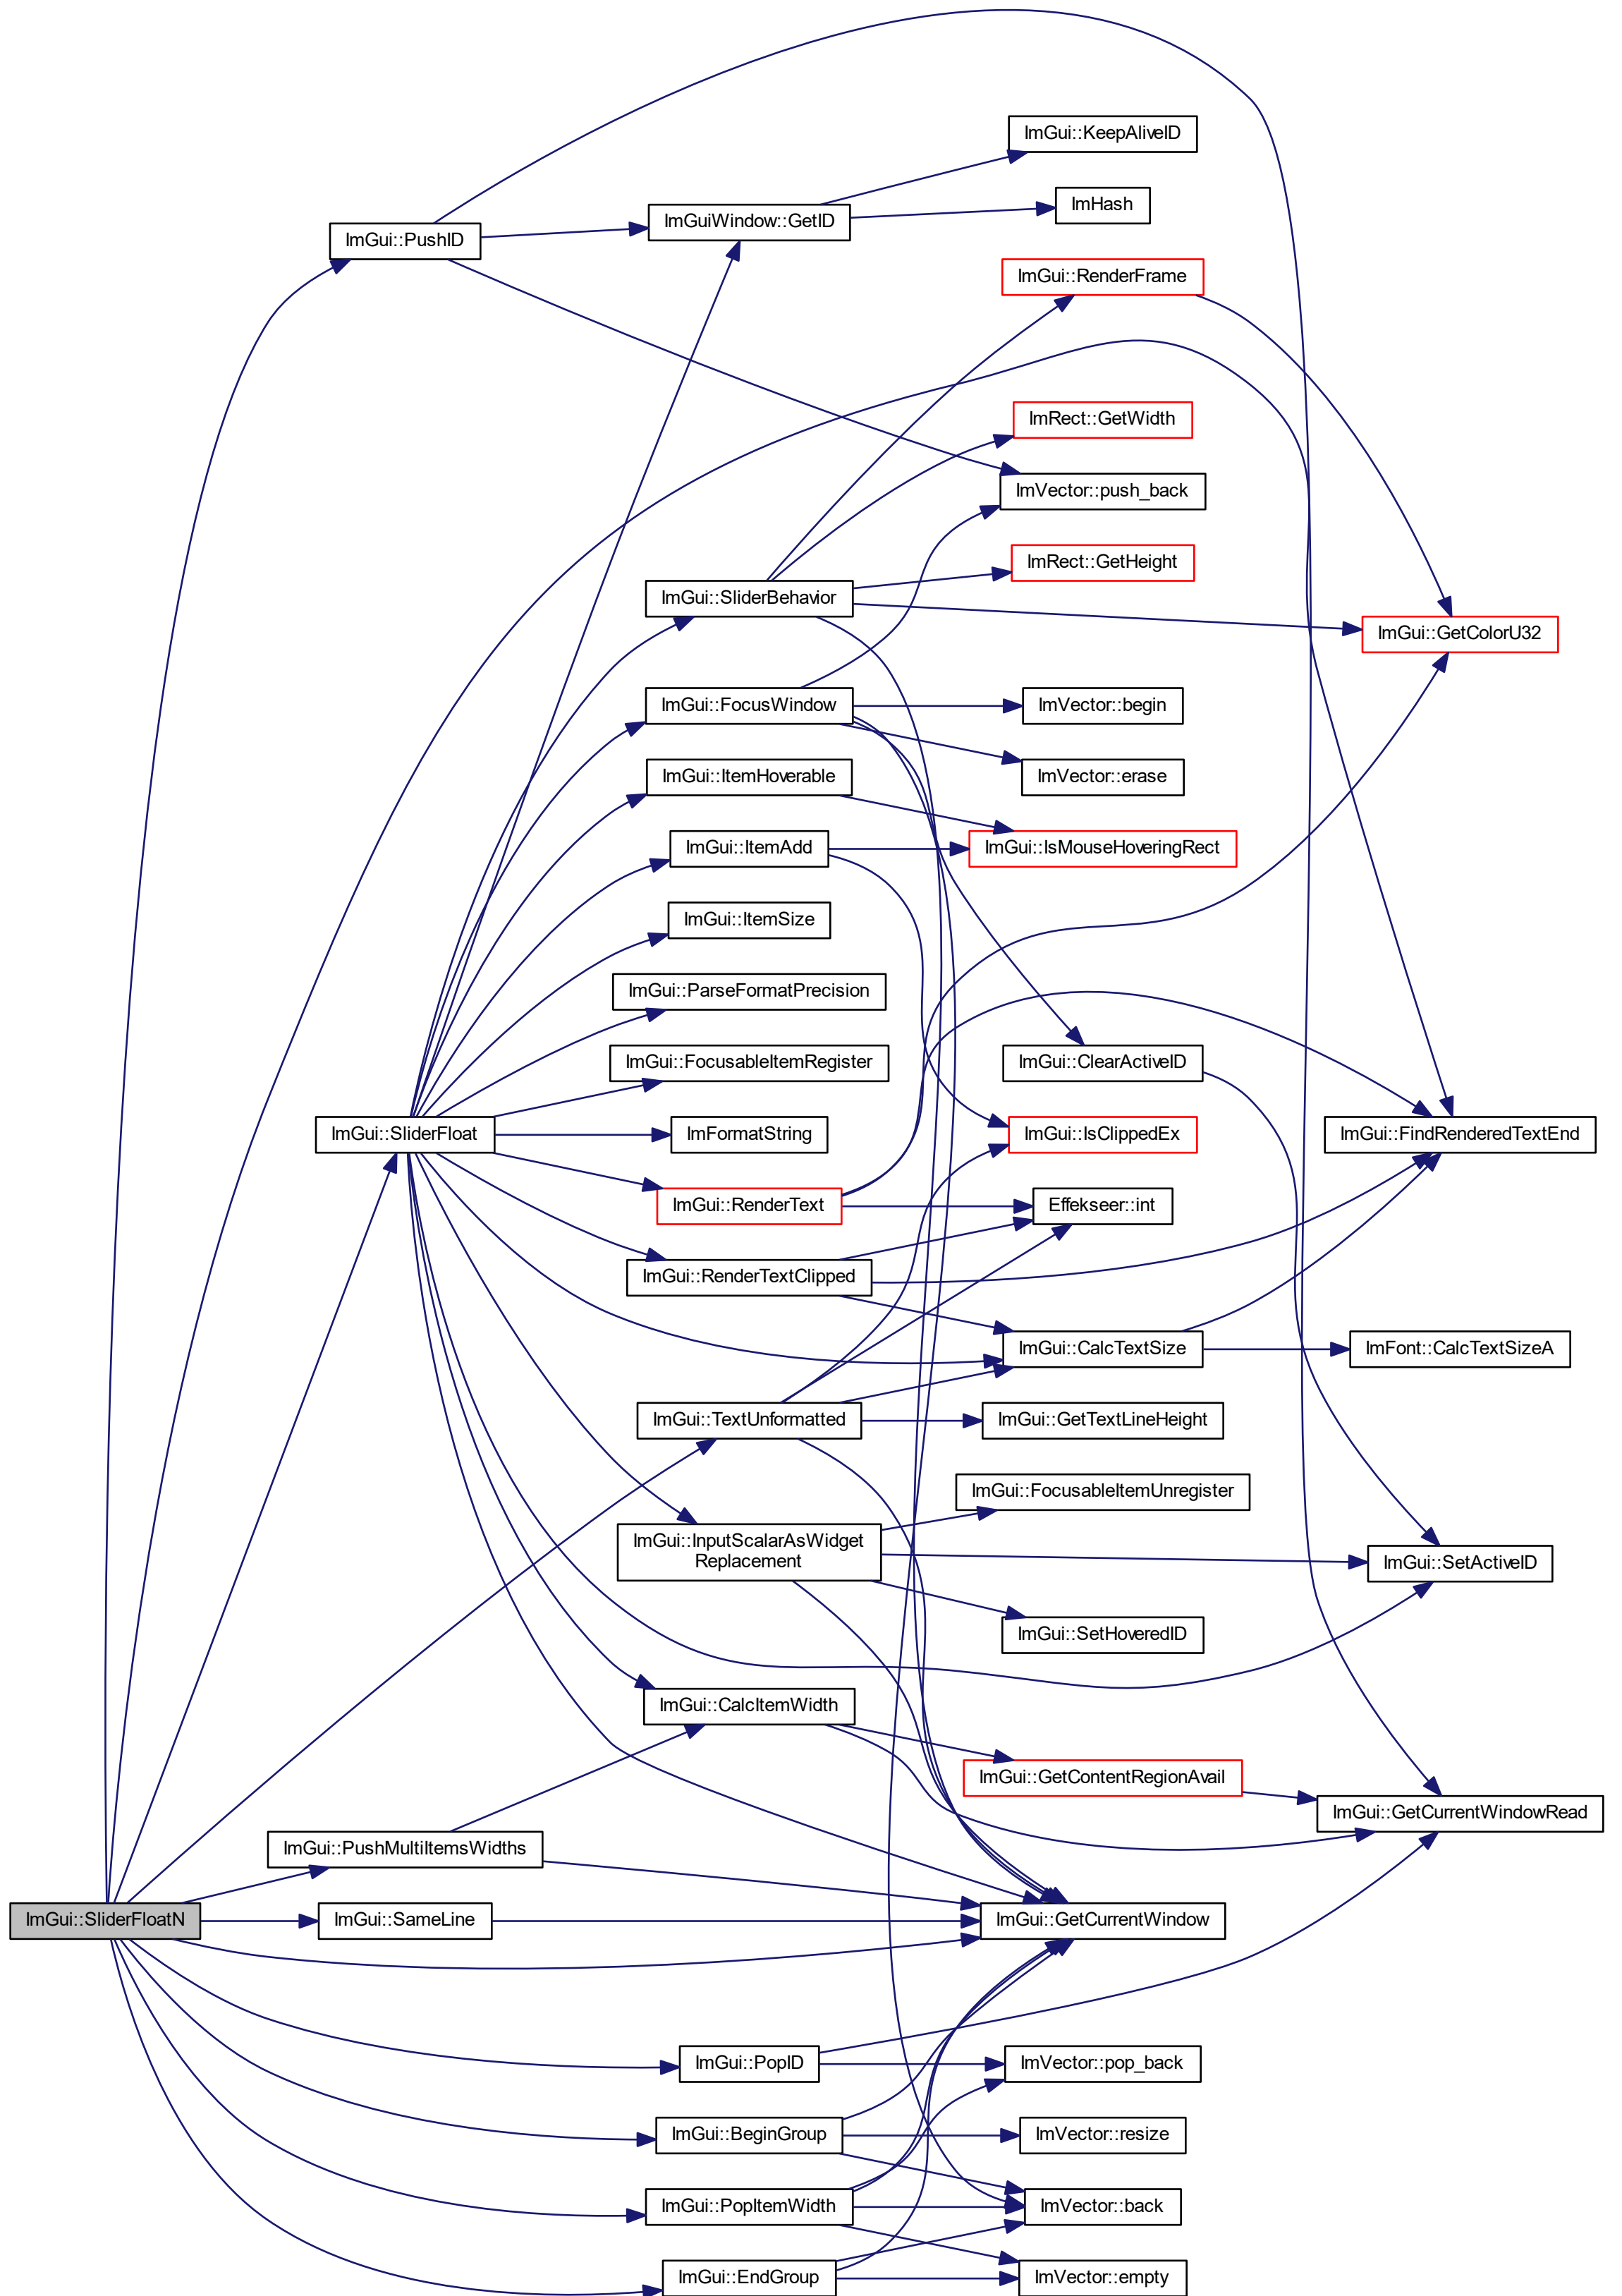 ImGui::KeepAliveID
ImHash
ImGui::PushID
ImGuiWindow::GetID
ImGui::RenderFrame
ImRect::GetWidth
ImVector::push_back
ImRect::GetHeight
ImGui::SliderBehavior
ImGui::GetColorU32
ImGui::FocusWindow
ImVector::begin
ImGui::ItemHoverable
ImVector::erase
ImGui::ItemAdd
ImGui::IsMouseHoveringRect
ImGui::ItemSize
ImGui::ParseFormatPrecision
ImGui::FocusableItemRegister
ImGui::ClearActiveID
ImGui::SliderFloat
ImFormatString
ImGui::IsClippedEx
ImGui::FindRenderedTextEnd
ImGui::RenderText
Effekseer::int
ImGui::RenderTextClipped
ImGui::CalcTextSize
ImFont::CalcTextSizeA
ImGui::TextUnformatted
ImGui::GetTextLineHeight
ImGui::FocusableItemUnregister
ImGui::InputScalarAsWidget
Replacement
ImGui::SetActiveID
ImGui::SetHoveredID
ImGui::CalcItemWidth
ImGui::GetContentRegionAvail
ImGui::GetCurrentWindowRead
ImGui::PushMultiItemsWidths
ImGui::SliderFloatN
ImGui::SameLine
ImGui::GetCurrentWindow
ImGui::PopID
ImVector::pop_back
ImGui::BeginGroup
ImVector::resize
ImGui::PopItemWidth
ImVector::back
ImGui::EndGroup
ImVector::empty